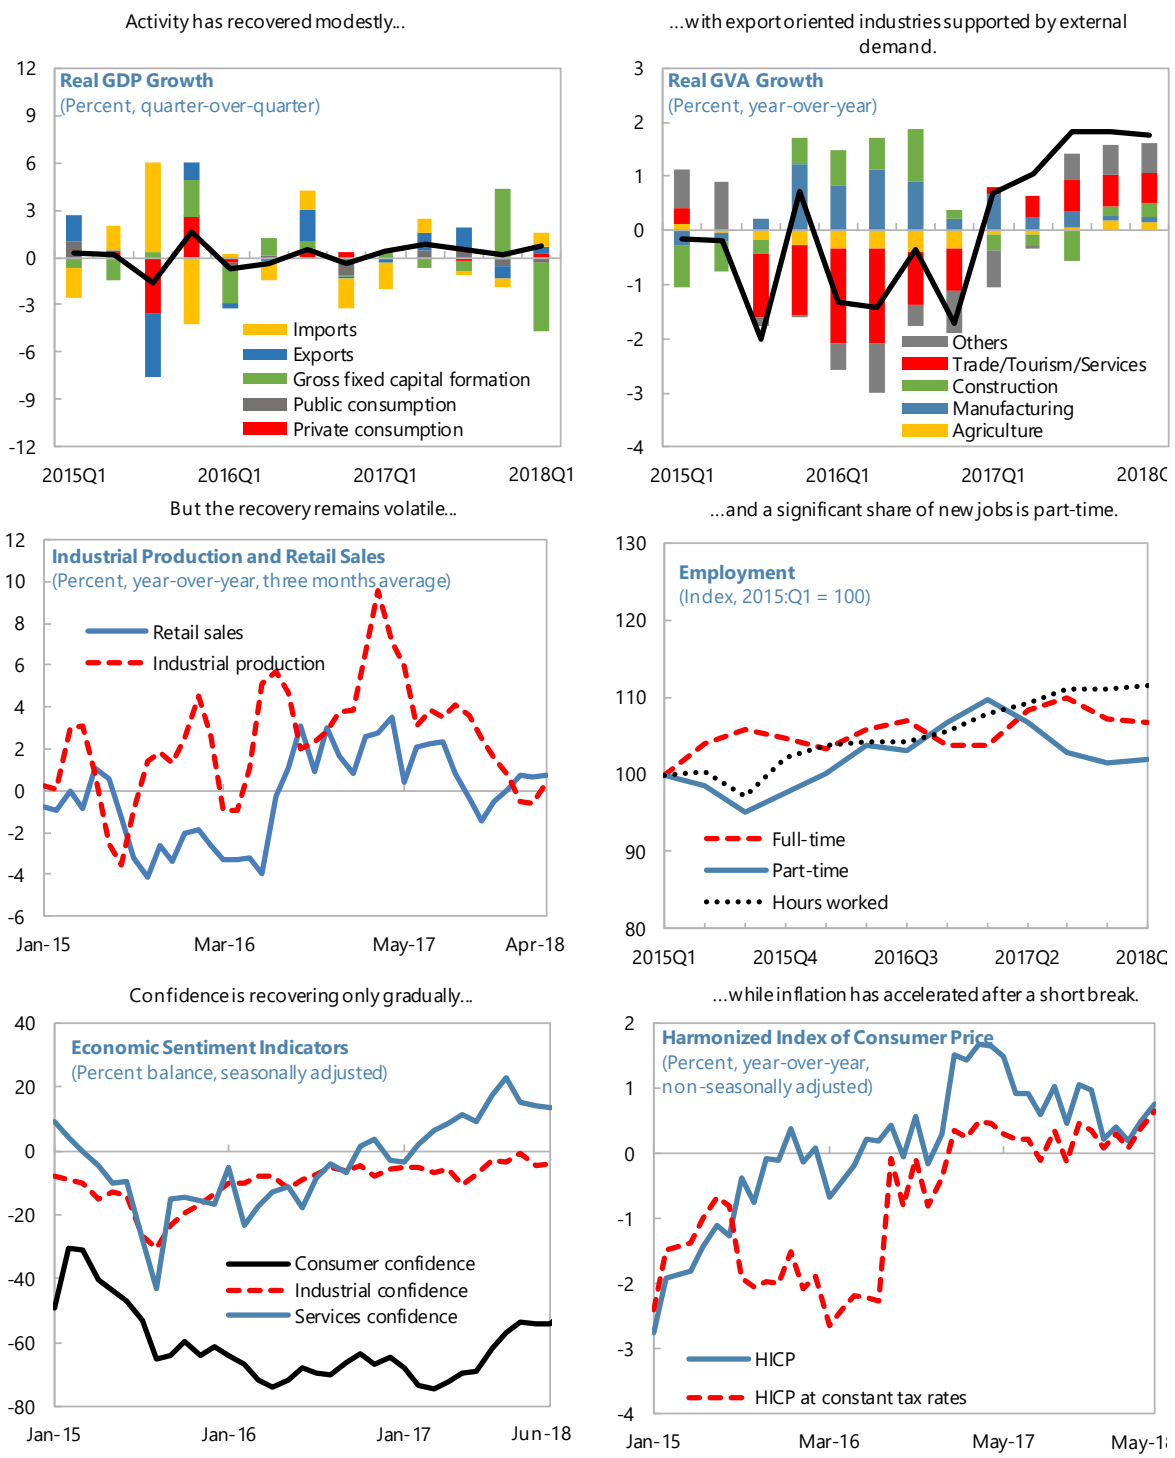 Activity has recovered modestly...
Real GDP Growth
(Percent, quarter-over-quarter)
12
9
6
3
0
-3
-6
-9
-12
Imports
Exports
Gross fixed capital formation
Public consumption
Private consumption
2015Q1
2016Q1
2017Q1
2018Q1
...with export oriented industries supported by external
demand.
Real GVA Growth
(Percent, year-over-year)
3
2
1
0
-1
-2
-3
-4
Others
Trade/Tourism/Services
Construction
Manufacturing
Agriculture
2015Q1
2016Q1
2017Q1
2018Q
But the recovery remains volatile...
Industrial Production and Retail Sales
(Percent, year-over-year, three months average)
12
10
8
6
4
2
0
-2
-4
-6
Retail sales
Industrial production
Jan-15
Mar-16
May-17
Apr-18
...and a significant share of new jobs is part-time.
Employment
(Index, 2015:Q1 = 100)
130
120
110
100
90
80
Full-time
Part-time
Hours worked
2015Q1
2015Q4
2016Q3
2017Q2
2018Q
Confidence is recovering only gradually...
Economic Sentiment Indicators
(Percent balance, seasonally adjusted)
40
20
0
-20
-40
-60
-80
Consumer confidence
Industrial confidence
Services confidence
Jan-15
Jan-16
Jan-17
Jun-18
...while inflation has accelerated after a short break.
Harmonized Index of Consumer Price
(Percent, year-over-year,
non-seasonally adjusted)
2
1
0
-1
-2
-3
-4
HICP
HICP at constant tax rates
Jan-15
Mar-16
May-17
May-18